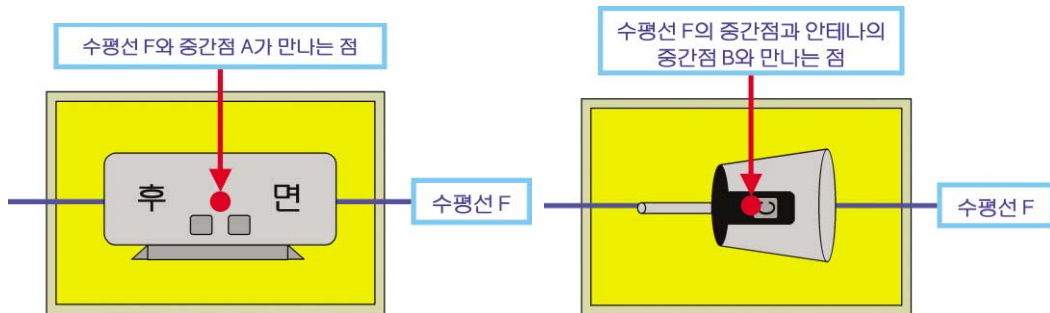 수평선 F와 중간점 A가 만나는 점
후 면
수평선 F
수평선 F의 중간점과 안테나의
중간점 B와 만나는 점
C
수평선 F